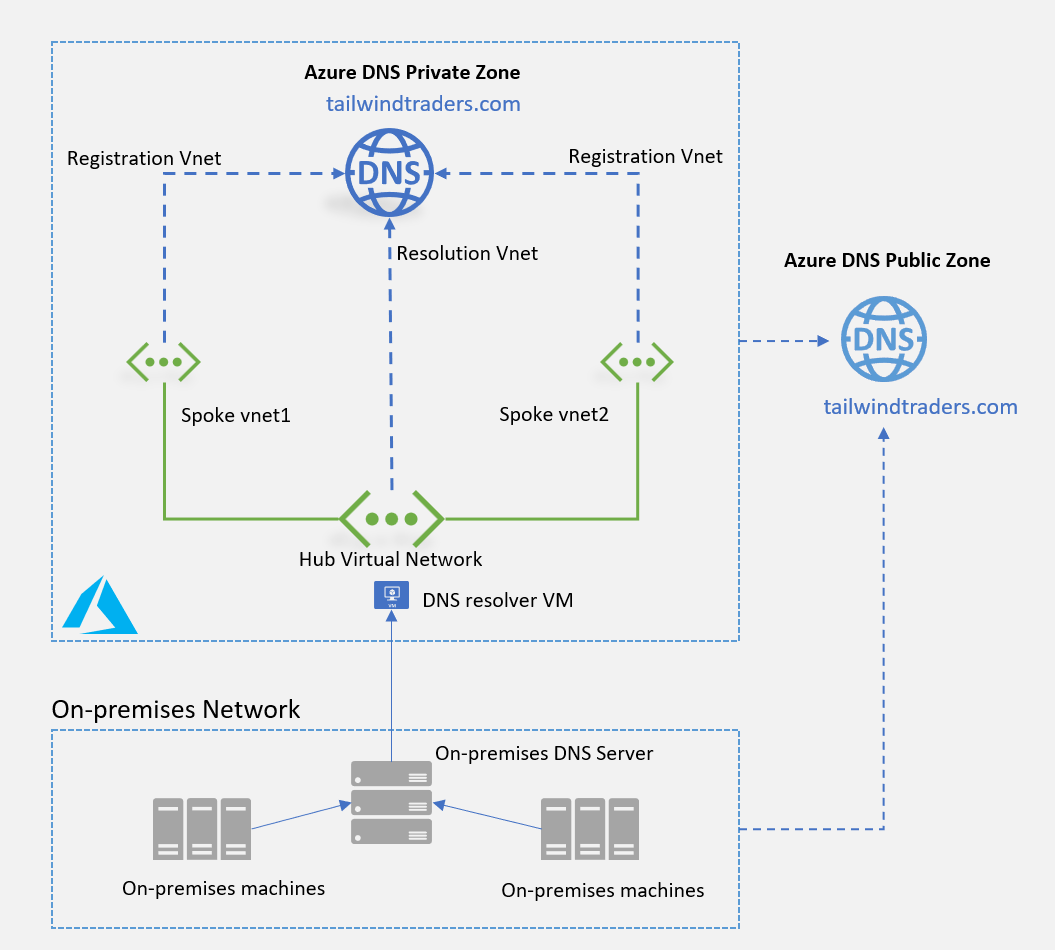 Azure DNS Private Zone
tailwindtraders.com
Registration Vnet
DNS
Registration Vnet
Resolution Vnet
Azure DNS Public Zone
DNS
tailwindtraders.com
Spoke vnet1
Spoke vnet2
Hub Virtual Network
VM
DNS resolver VM
On-premises Network
On-premises DNS Server
On-premises machines
On-premises machines